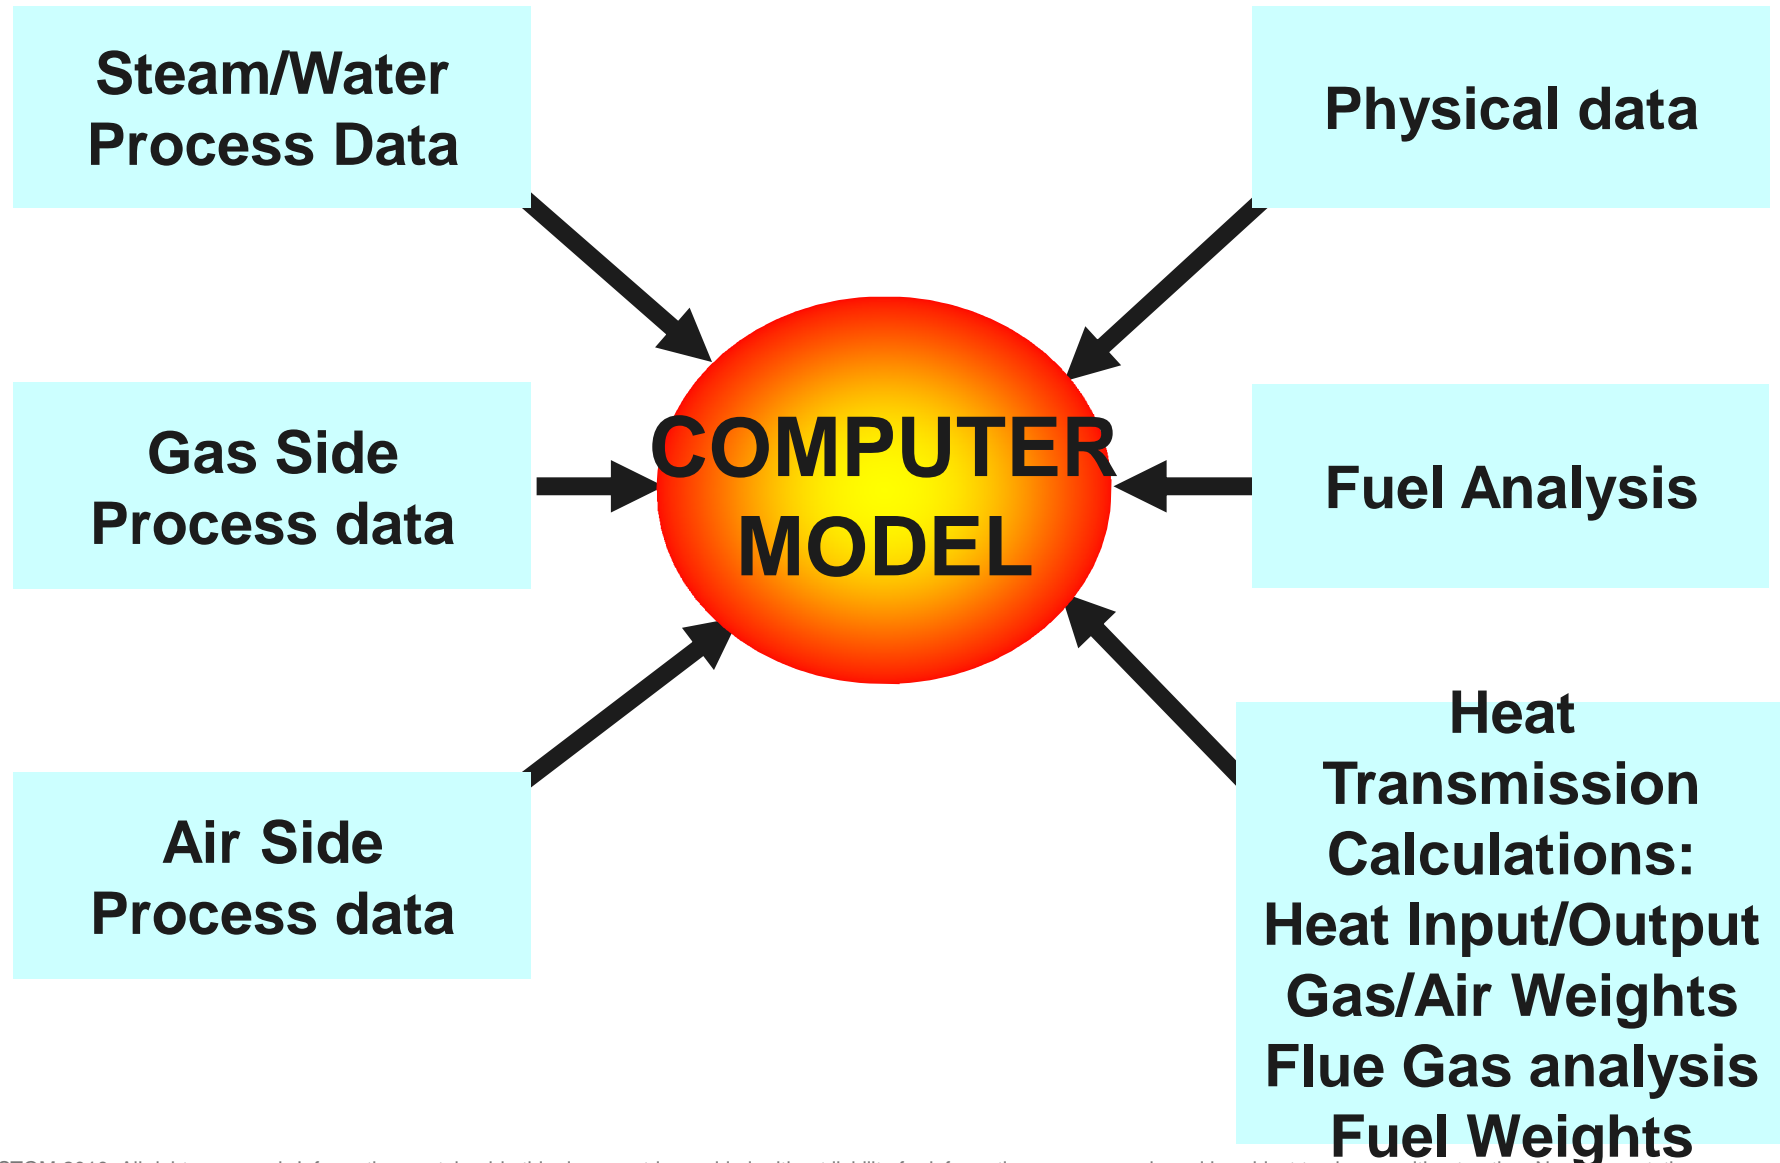 Steam/Water
Process Data
Physical data
COMPUTER
MODEL
Gas Side
Process data
Fuel Analysis
Air Side
Process data
Heat
Transmission
Calculations:
Heat Input/Output
Gas/Air Weights
Flue Gas analysis
Fuel Weights